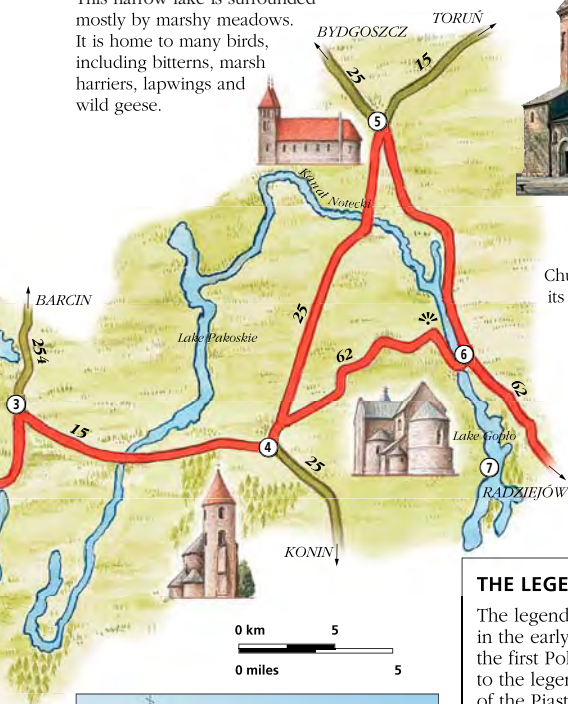 This narrow lake is surrounded
mostly by marshy meadows.
It is home to many birds,
including bitterns, marsh
harriers, lapwings and
wild geese.
TORUŃ
BYDGOSZCZ
25
15
5
Kanał Notecki
Chu
its
BARCIN
254
25
Lake Pakoskie
62
6
3
62
15
4
Lake Gopło
25
7
RADZIEJÓW
KONIN
THE LEGE
The legend
in the early
the first Pol
to the legen
of the Piast
0 km 5
0 miles 5